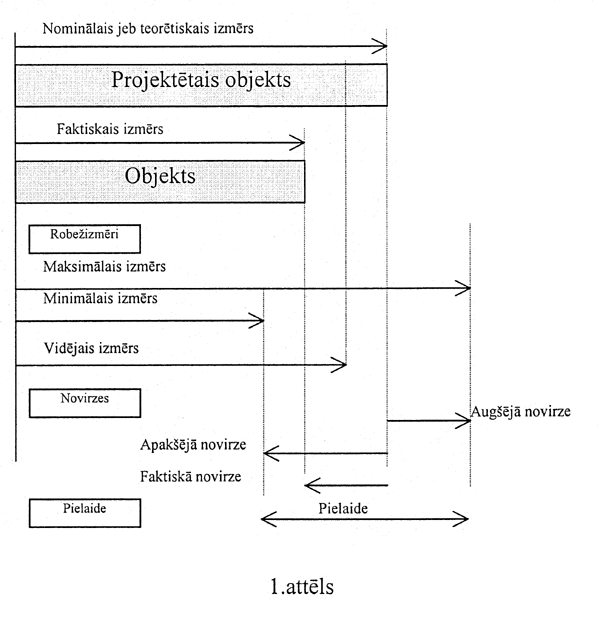 Nominālais jeb teorētiskais izmērs
Projektētais objekts
Faktiskais izmērs
Objekts
Robežizmēri
Maksimālais izmērs
Minimālais izmērs
Vidējais izmērs
Novirzes
Augšējā novirze
Apakšējā novirze
Faktiskā novirze
Pielaide
Pielaide
1.attēls